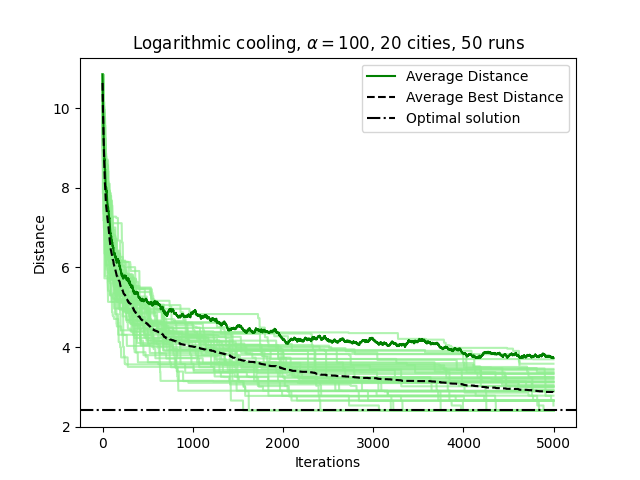 Logarithmic cooling, α = 100, 20 cities, 50 runs
Average Distance
Average Best Distance
Optimal solution
Distance
10
8
6
4
2
0 1000 2000 3000 4000 5000
Iterations